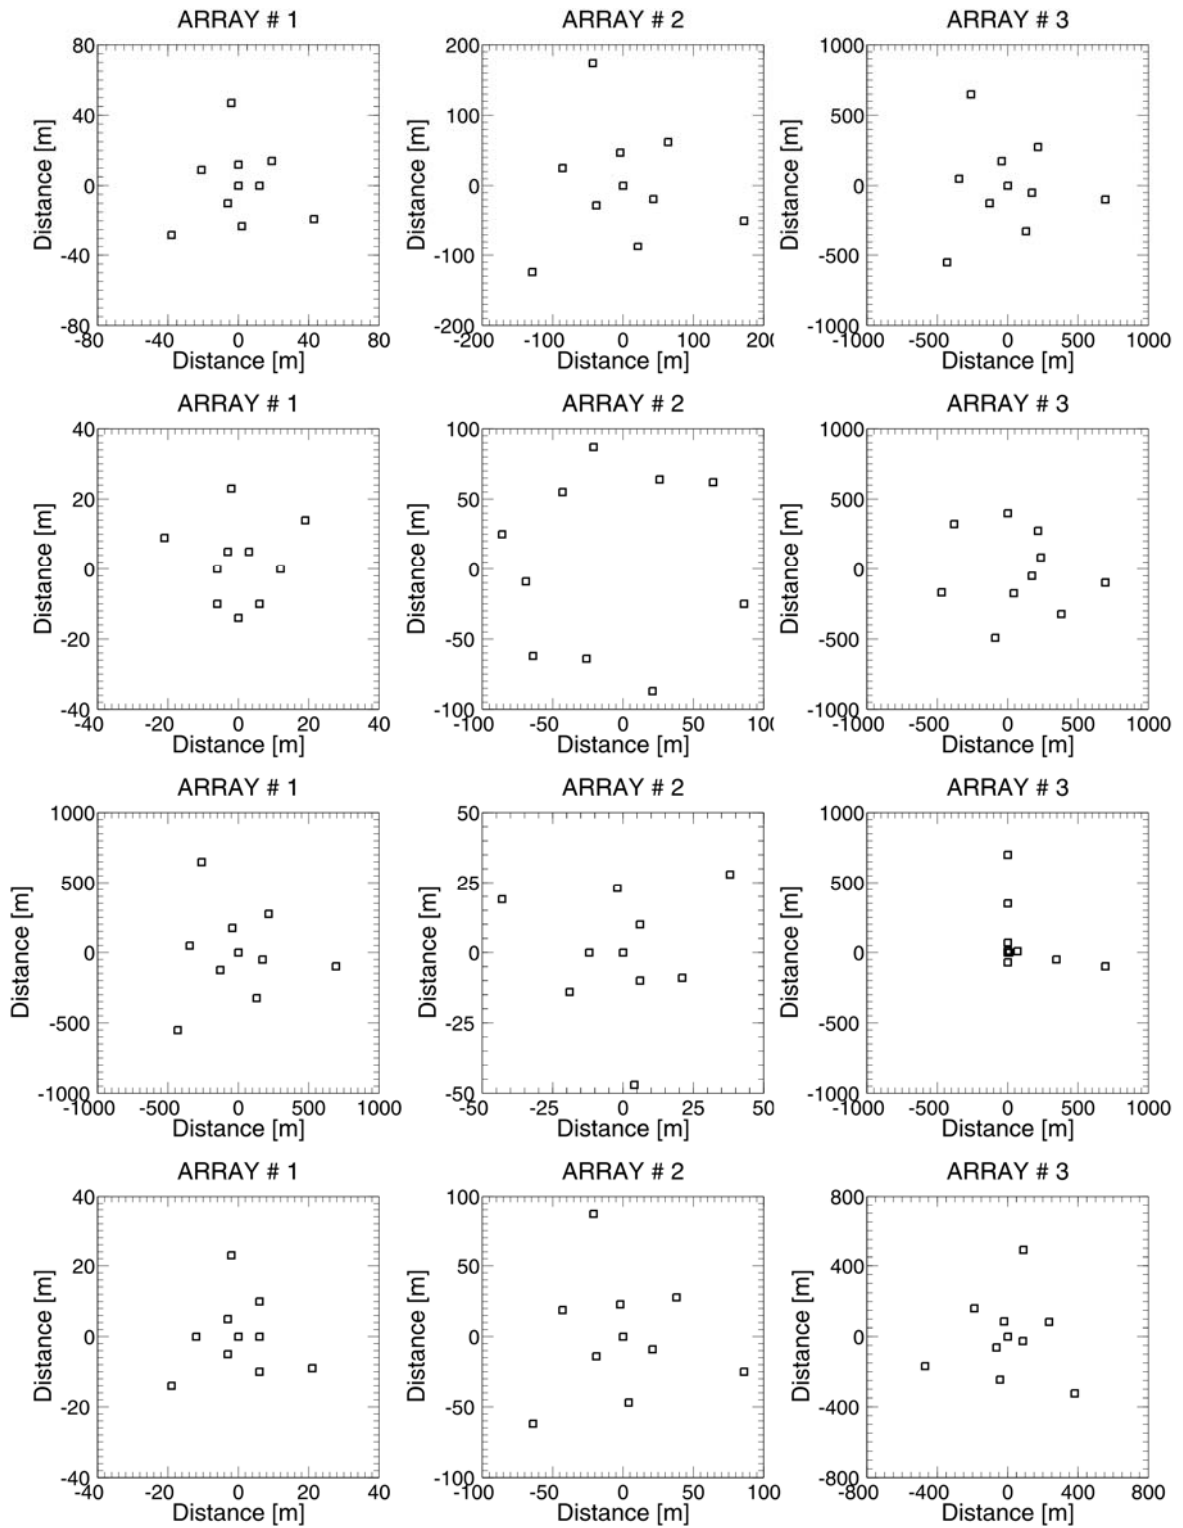 ARRAY # 1 ARRAY # 2 ARRAY # 3
80 200 1000
40 100 500
0 0 0
-40 -100 -500
-80 -200 -1000
Distance [m] Distance [m] Distance [m]
-80 -40 0 40 80 -200 -100 0 100 200 -1000 -500 0 500 1000
Distance [m] Distance [m] Distance [m]
ARRAY # 1 ARRAY # 2 ARRAY # 3
40 100 1000
20 50 500
0 0 0
-20 -50 -500
-40 -100 -1000
Distance [m] Distance [m] Distance [m]
-40 -20 0 20 40 -100 -50 0 50 100 -1000 -500 0 500 1000
Distance [m] Distance [m] Distance [m]
ARRAY # 1 ARRAY # 2 ARRAY # 3
1000 50 1000
500 25 500
0 0 0
-500 -25 -500
-1000 -50 -1000
Distance [m] Distance [m] Distance [m]
-1000 -500 0 500 1000 -50 -25 0 25 50 -1000 -500 0 500 1000
Distance [m] Distance [m] Distance [m]
ARRAY # 1 ARRAY # 2 ARRAY # 3
40 100 800
20 50 400
0 0 0
-20 -50 -400
-40 -100 -800
Distance [m] Distance [m] Distance [m]
-40 -20 0 20 40 -100 -50 0 50 100 -800 -400 0 400 800
Distance [m] Distance [m] Distance [m]